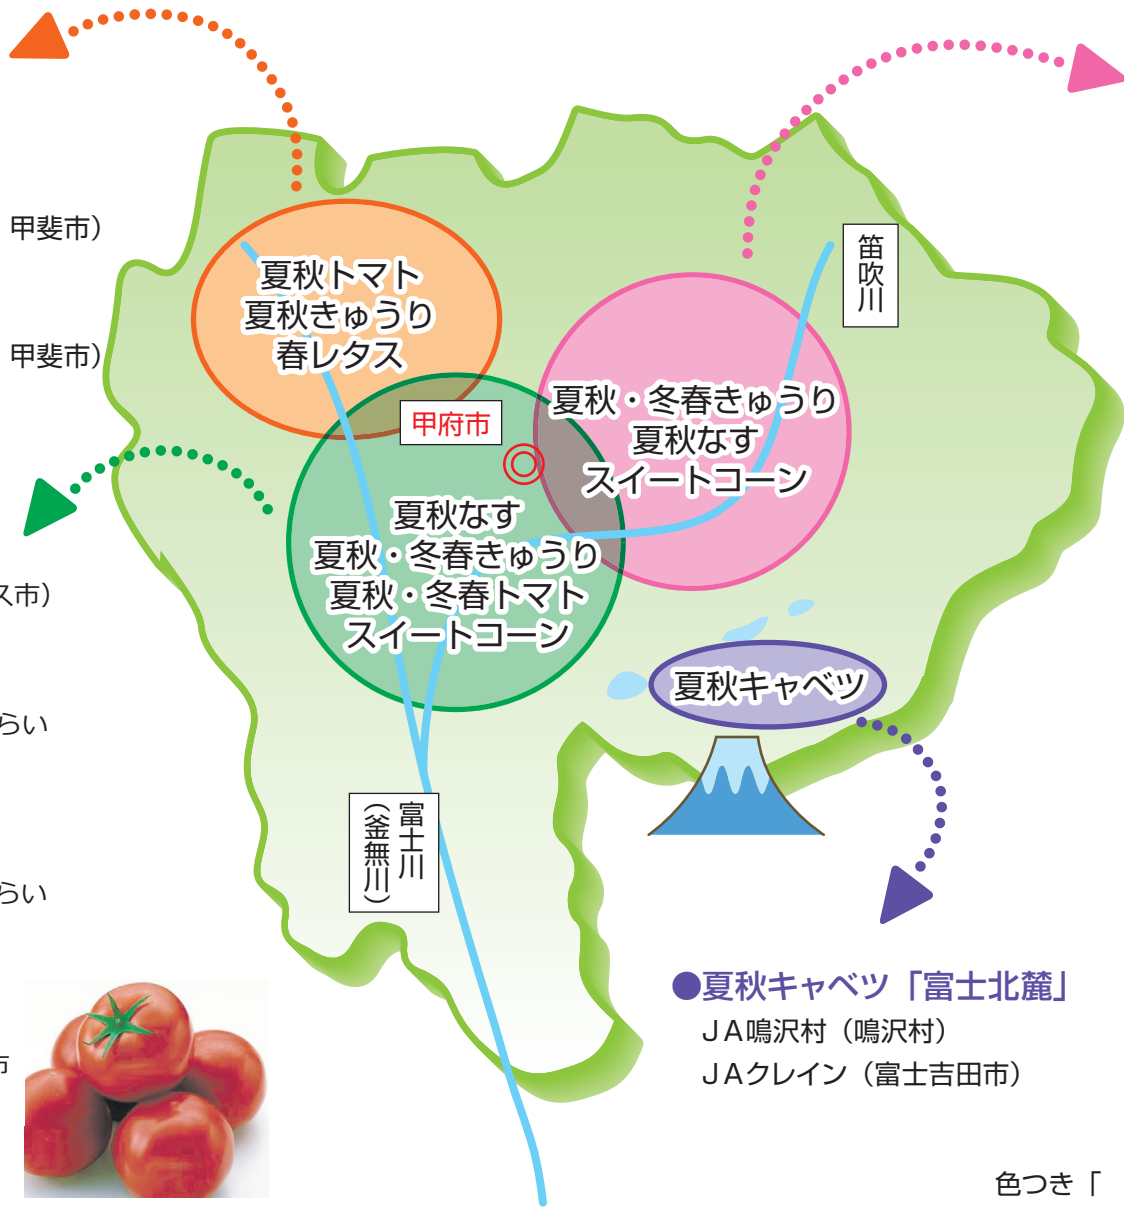 甲斐市）
甲斐市）
笛吹川
夏秋トマト
夏秋きゅうり
春レタス
甲府市
夏秋・冬春きゅうり
夏秋なす
スイートコーン
夏秋なす
夏秋・冬春きゅうり
夏秋・冬春トマト
スイートコーン
ス市）
らい
夏秋キャベツ
富士川
（釜無川）
らい
●夏秋キャベツ「富士北麓」
ＪＡ鳴沢村（鳴沢村）
ＪＡクレイン（富士吉田市）
市
色つき「